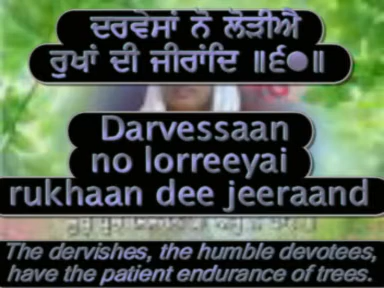 ਦਰਵੇਸਾਂ ਨੋ ਲੋੜੀਐ
ਰੁਖਾਂ ਦੀ ਜੀਰਾਂਦਿ ॥੬੦॥
Darvessaan
no lorreeyai
rukhaan dee jeeraand
The dervishes, the humble devotees,
have the patient endurance of trees.